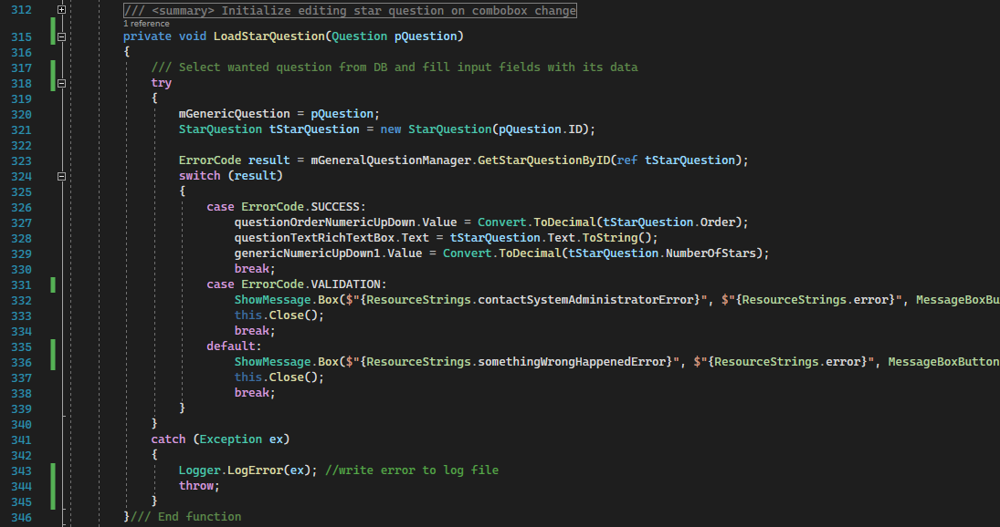 312 /// <summary> Initialize editing star question on combobox change
1 reference
315 private void LoadStarQuestion(Question pQuestion)
316 {
317 /// Select wanted question from DB and fill input fields with its data
318 try
319 {
320 mGenericQuestion = pQuestion;
321 StarQuestion tStarQuestion = new StarQuestion(pQuestion.ID);
322
323 ErrorCode result = mGeneralQuestionManager.GetStarQuestionByID(ref tStarQuestion);
324 switch (result)
325 {
326 case ErrorCode.SUCCESS:
327 questionOrderNumericUpDown.Value = Convert.ToDecimal(tStarQuestion.Order);
328 questionTextRichTextBox.Text = tStarQuestion.Text.ToString();
329 genericNumericUpDown1.Value = Convert.ToDecimal(tStarQuestion.NumberOfStars);
330 break;
331 case ErrorCode.VALIDATION:
332 ShowMessage.Box($"{ResourceStrings.contactSystemAdministratorError}", $"{ResourceStrings.error}", MessageBoxBu
333 this.Close();
334 break;
335 default:
336 ShowMessage.Box($"{ResourceStrings.somethingWrongHappenedError}", $"{ResourceStrings.error}", MessageBoxButton
337 this.Close();
338 break;
339 }
340 }
341 catch (Exception ex)
342 {
343 Logger.LogError(ex); //write error to log file
344 throw;
345 }
346 }/// End function